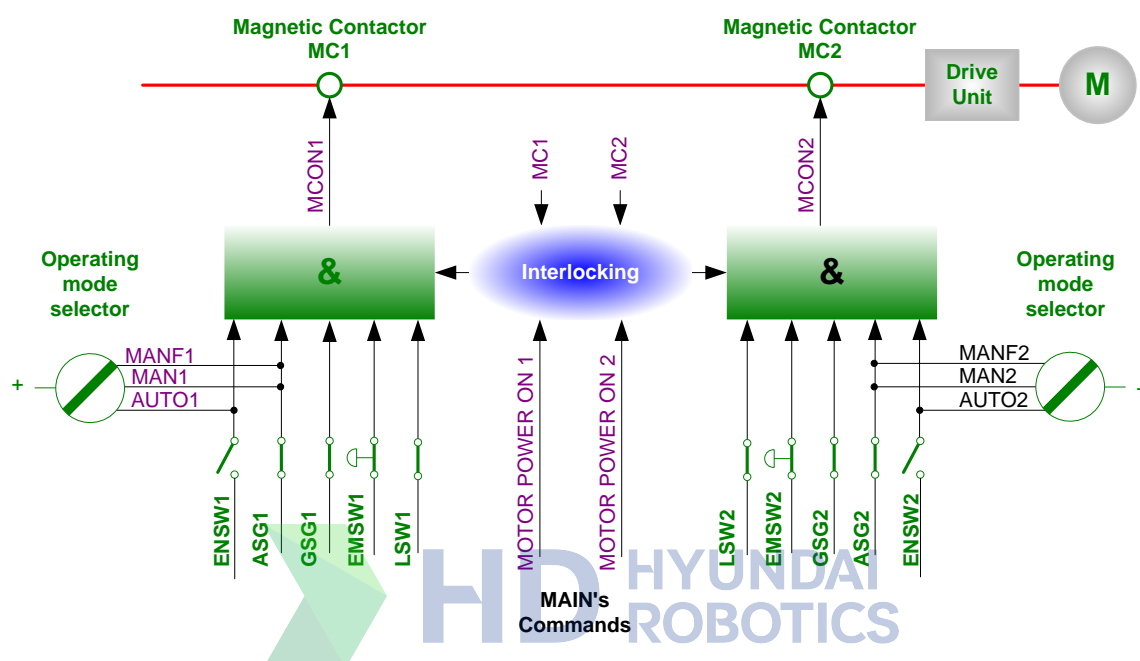 Magnetic Contactor
MC1
Magnetic Contactor
MC2
Drive
Unit
M
MCON1
MC1
MC2
MCON2
Operating
mode
selector
&
Interlocking
&
Operating
mode
selector
MANF1
MAN1
AUTO1
+
MANF2
MAN2
AUTO2
-
ENSW1
ASG1
GSG1
EMSW1
LSW1
MOTOR POWER ON 1
MOTOR POWER ON 2
LSW2
EMSW2
GSG2
ASG2
ENSW2
MAIN's
Commands
HD HYUNDAI
ROBOTICS